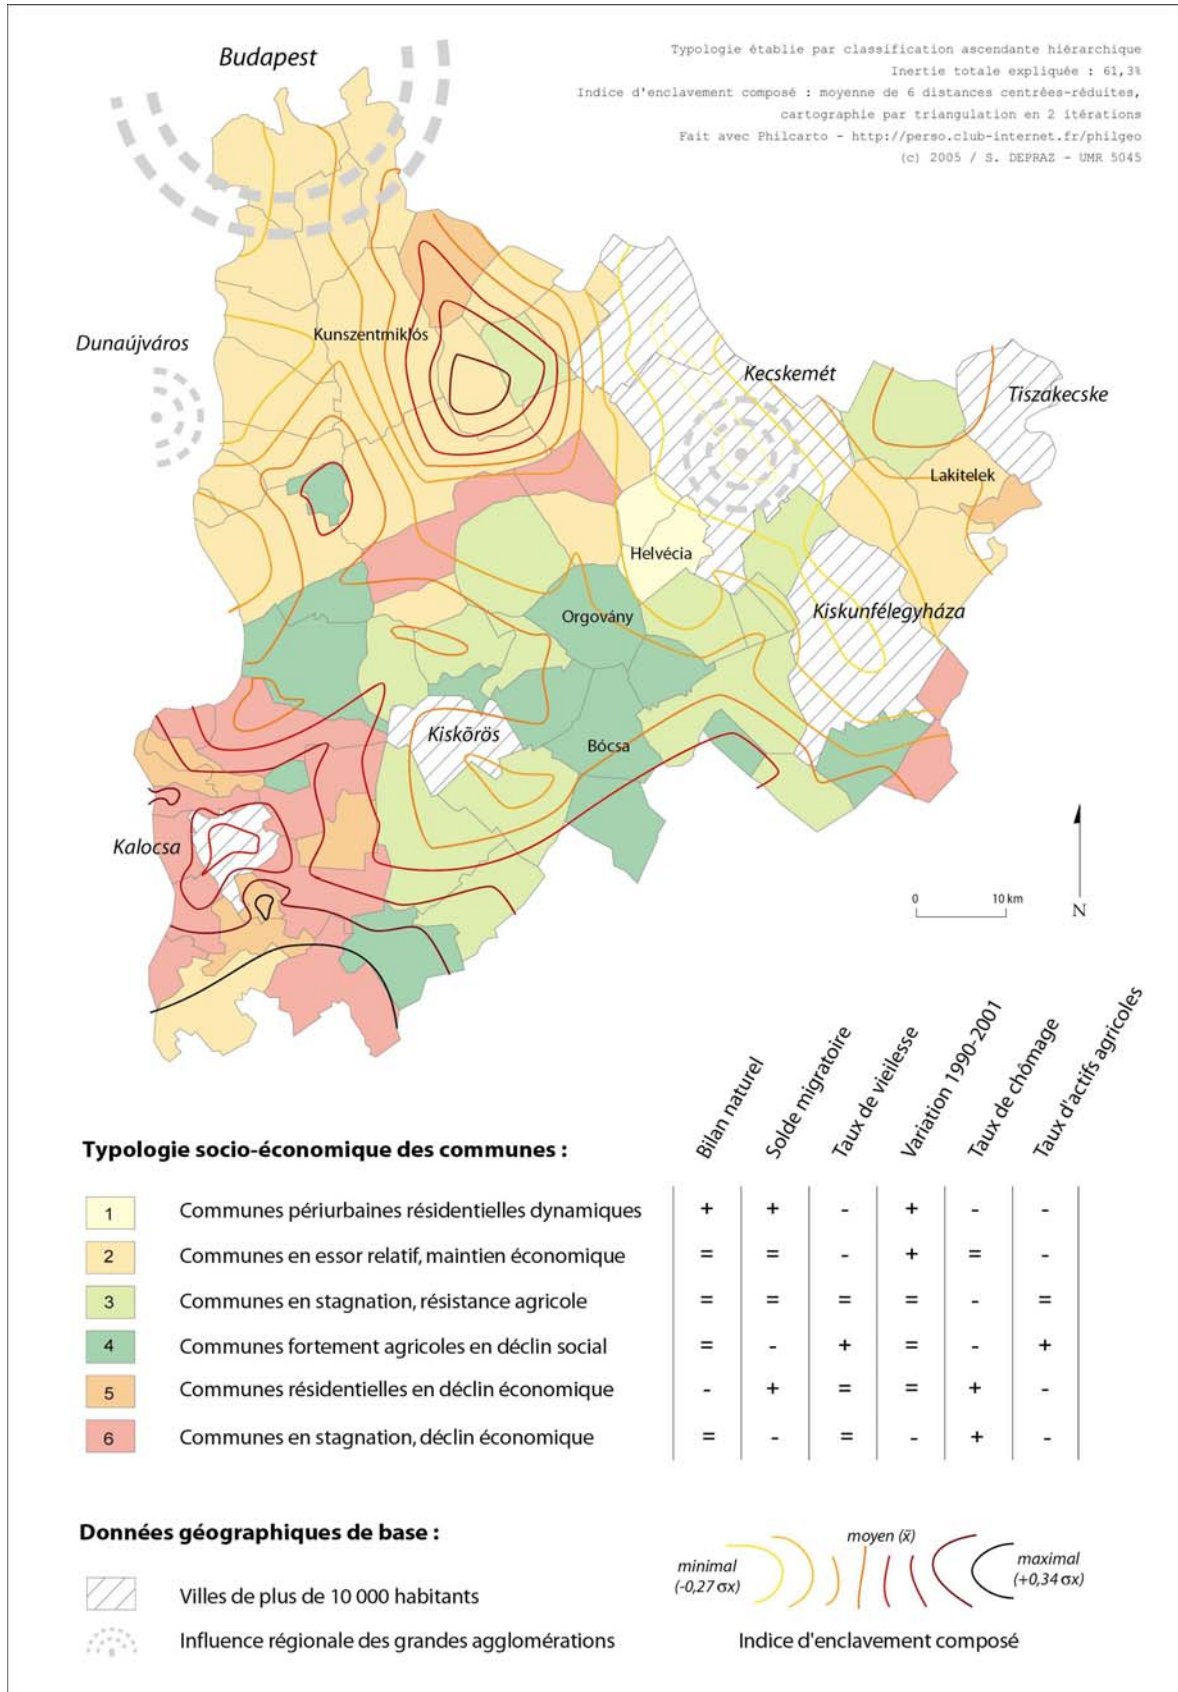 Budapest
Typologie établie par classification ascendante hiérarchique
Inertie totale expliquée : 61,3%
Indice d'enclavement composé : moyenne de 6 distances centrées-réduites,
cartographie par triangulation en 2 itérations
Fait avec Philcarto - http://perso.club-internet.fr/philgeo
(c) 2005 / S. DEPRAZ - UMR 5045
Kunszentmiklós
Dunaújváros
Kecskemét
Tiszakecske
Lakitelek
Helvécia
Orgovány
Kiskunfélegyháza
Kiskõrös
Bócsa
Kalocsa
0 10 km
N
Bilan naturel
Solde migratoire
Taux de vieilesse
Variation 1990-2001
Taux de chômage
Taux d'actifs agricoles
Typologie socio-économique des communes :
1 Communes périurbaines résidentielles dynamiques + + - + - -
2 Communes en essor relatif, maintien économique = = - + = -
3 Communes en stagnation, résistance agricole = = = = - =
4 Communes fortement agricoles en déclin social = - + = - +
5 Communes résidentielles en déclin économique - + = = + -
6 Communes en stagnation, déclin économique = - = - + -
Données géographiques de base :
Villes de plus de 10 000 habitants
Influence régionale des grandes agglomérations
moyen (x̄)
minimal
(-0,27 σx)
maximal
(+0,34 σx)
Indice d'enclavement composé